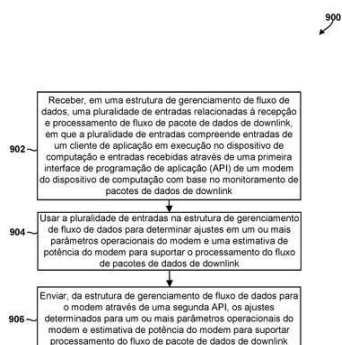 900
Receber, em uma estrutura de gerenciamento de fluxo de
dados, uma pluralidade de entradas relacionadas à recepção
e processamento de fluxo de pacote de dados de downlink,
em que a pluralidade de entradas compreende entradas de
um cliente de aplicação em execução no dispositivo de
computação e entradas recebidas através de uma primeira
interface de programação de aplicação (API) de um modem
do dispositivo de computação com base no monitoramento de
pacotes de dados de downlink
902
Usar a pluralidade de entradas na estrutura de gerenciamento
de fluxo de dados para determinar ajustes em um ou mais
parâmetros operacionais do modem e uma estimativa de
potência do modem para suportar o processamento do fluxo
de pacotes de dados de downlink
904
Enviar, da estrutura de gerenciamento de fluxo de dados para
o modem através de uma segunda API, os ajustes
determinados para um ou mais parâmetros operacionais do
modem e estimativa de potência do modem para suportar
processamento do fluxo de pacote de dados de downlink
906